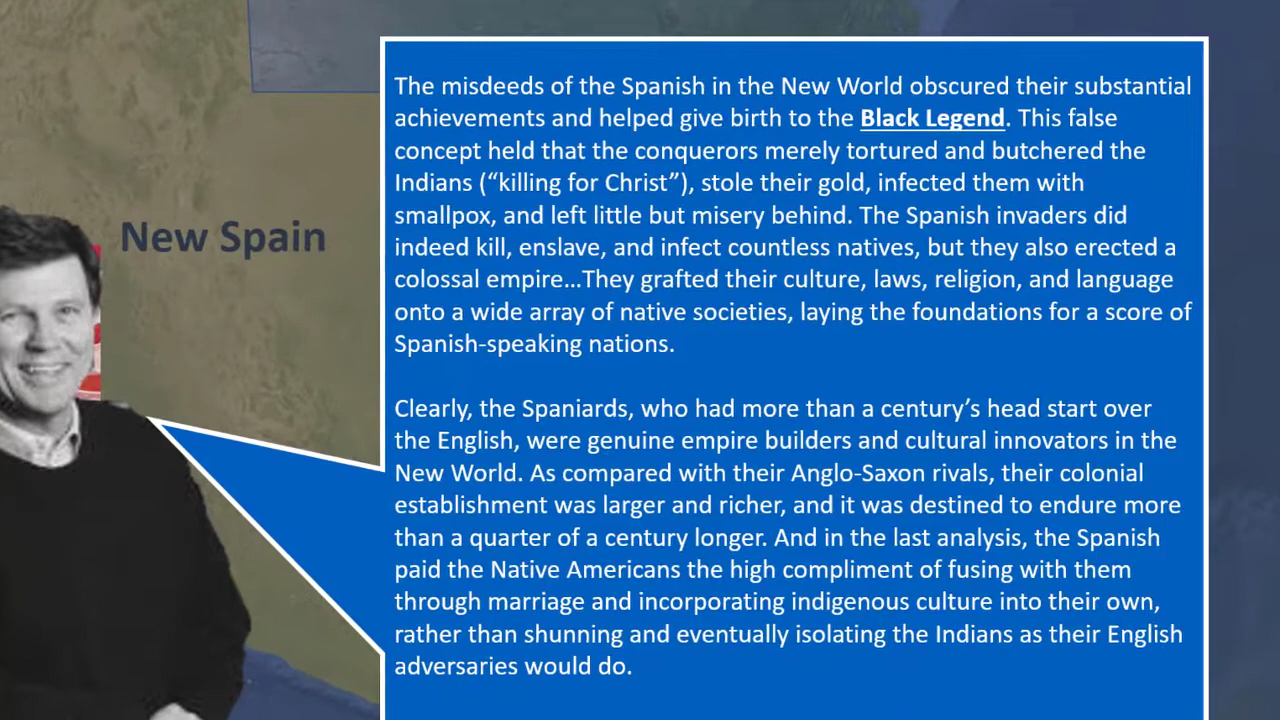 New Spain
The misdeeds of the Spanish in the New World obscured their substantial
achievements and helped give birth to the Black Legend. This false
concept held that the conquerors merely tortured and butchered the
Indians (“killing for Christ”), stole their gold, infected them with
smallpox, and left little but misery behind. The Spanish invaders did
indeed kill, enslave, and infect countless natives, but they also erected a
colossal empire…They grafted their culture, laws, religion, and language
onto a wide array of native societies, laying the foundations for a score of
Spanish-speaking nations.
Clearly, the Spaniards, who had more than a century’s head start over
the English, were genuine empire builders and cultural innovators in the
New World. As compared with their Anglo-Saxon rivals, their colonial
establishment was larger and richer, and it was destined to endure more
than a quarter of a century longer. And in the last analysis, the Spanish
paid the Native Americans the high compliment of fusing with them
through marriage and incorporating indigenous culture into their own,
rather than shunning and eventually isolating the Indians as their English
adversaries would do.